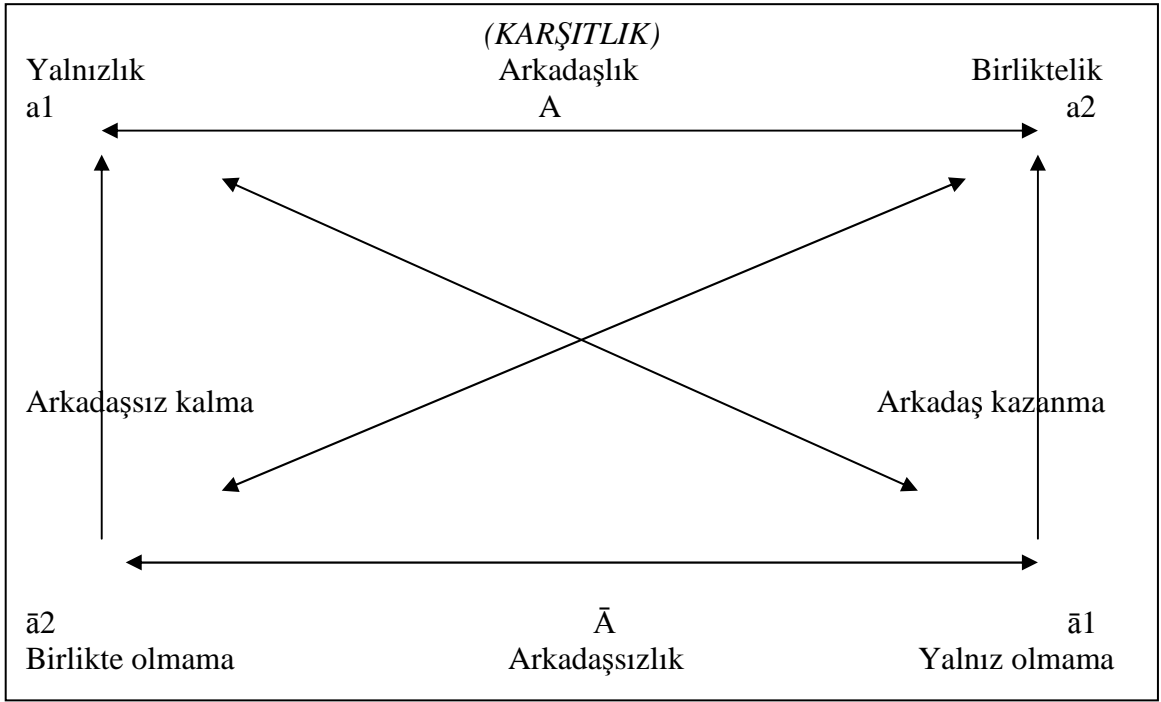 (KARŞITLIK)
Yalnızlık Arkadaşlık Birliktelik
a1 A a2
Arkadaşsız kalma Arkadaş kazanma
ā2 Ā ā1
Birlikte olmama Arkadaşsızlık Yalnız olmama